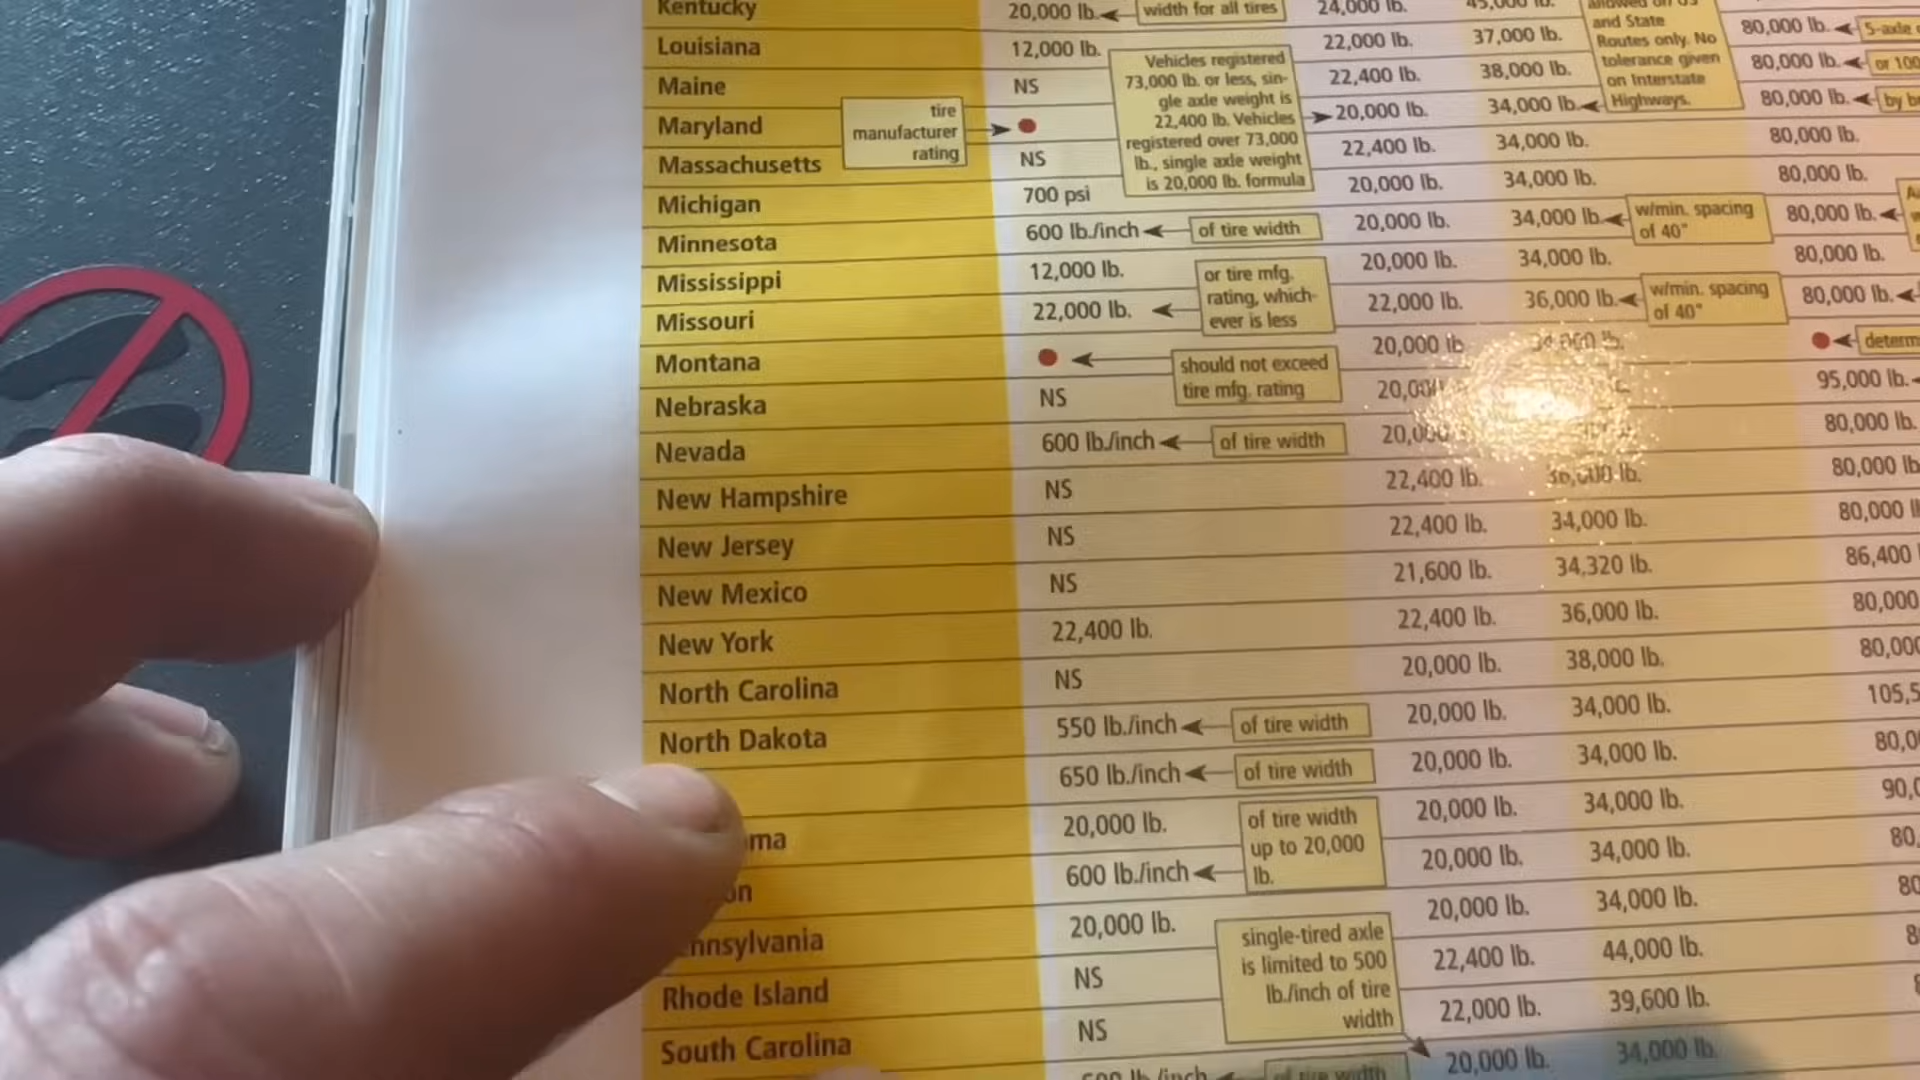 Kentucky 20,000 lb. width for all tires 24,000 lb. 45,000 lb.
and State
Routes only. No
tolerance given
on Interstate
Highways.
80,000 lb. 5-axle
Louisiana 12,000 lb. 22,000 lb. 37,000 lb. 80,000 lb. or 100
Maine NS 22,400 lb. 38,000 lb. 80,000 lb.
Vehicles registered
73,000 lb. or less, sin-
gle axle weight is
22,400 lb. Vehicles
registered over 73,000
lb., single axle weight
is 20,000 lb. formula
tire
manufacturer
rating
Maryland 20,000 lb. 34,000 lb. 80,000 lb.
Massachusetts NS 22,400 lb. 34,000 lb. 80,000 lb.
Michigan 700 psi 20,000 lb. 34,000 lb. 80,000 lb.
Minnesota 600 lb./inch of tire width 20,000 lb. 34,000 lb.
w/min. spacing
of 40"
Mississippi 12,000 lb. 20,000 lb. 34,000 lb. 80,000 lb.
Missouri 22,000 lb.
or tire mfg.
rating, which-
ever is less
22,000 lb. 36,000 lb.
w/min. spacing
of 40"
Montana
should not exceed
tire mfg. rating
20,000 lb 34,000 lb. determ
Nebraska NS 95,000 lb.
Nevada 600 lb./inch of tire width 80,000 lb.
New Hampshire NS 22,400 lb. 80,000 lb
New Jersey NS 22,400 lb. 34,000 lb. 80,000 l
New Mexico NS 21,600 lb. 34,320 lb. 86,400
New York 22,400 lb. 22,400 lb. 36,000 lb. 80,000
North Carolina NS 20,000 lb. 38,000 lb. 80,000
North Dakota 550 lb./inch of tire width 20,000 lb. 34,000 lb. 105,5
650 lb./inch of tire width 20,000 lb. 34,000 lb. 80,0
ma 20,000 lb. 20,000 lb. 34,000 lb. 90,0
on 600 lb./inch
of tire width
up to 20,000
lb.
20,000 lb. 34,000 lb. 80,
nnsylvania 20,000 lb. 20,000 lb. 34,000 lb. 80
Rhode Island NS 22,400 lb. 44,000 lb. 8
South Carolina NS 22,000 lb. 39,600 lb. 8
single-tired axle
is limited to 500
lb./inch of tire
width
lb./inch of tire width 20,000 lb. 34,000 lb.